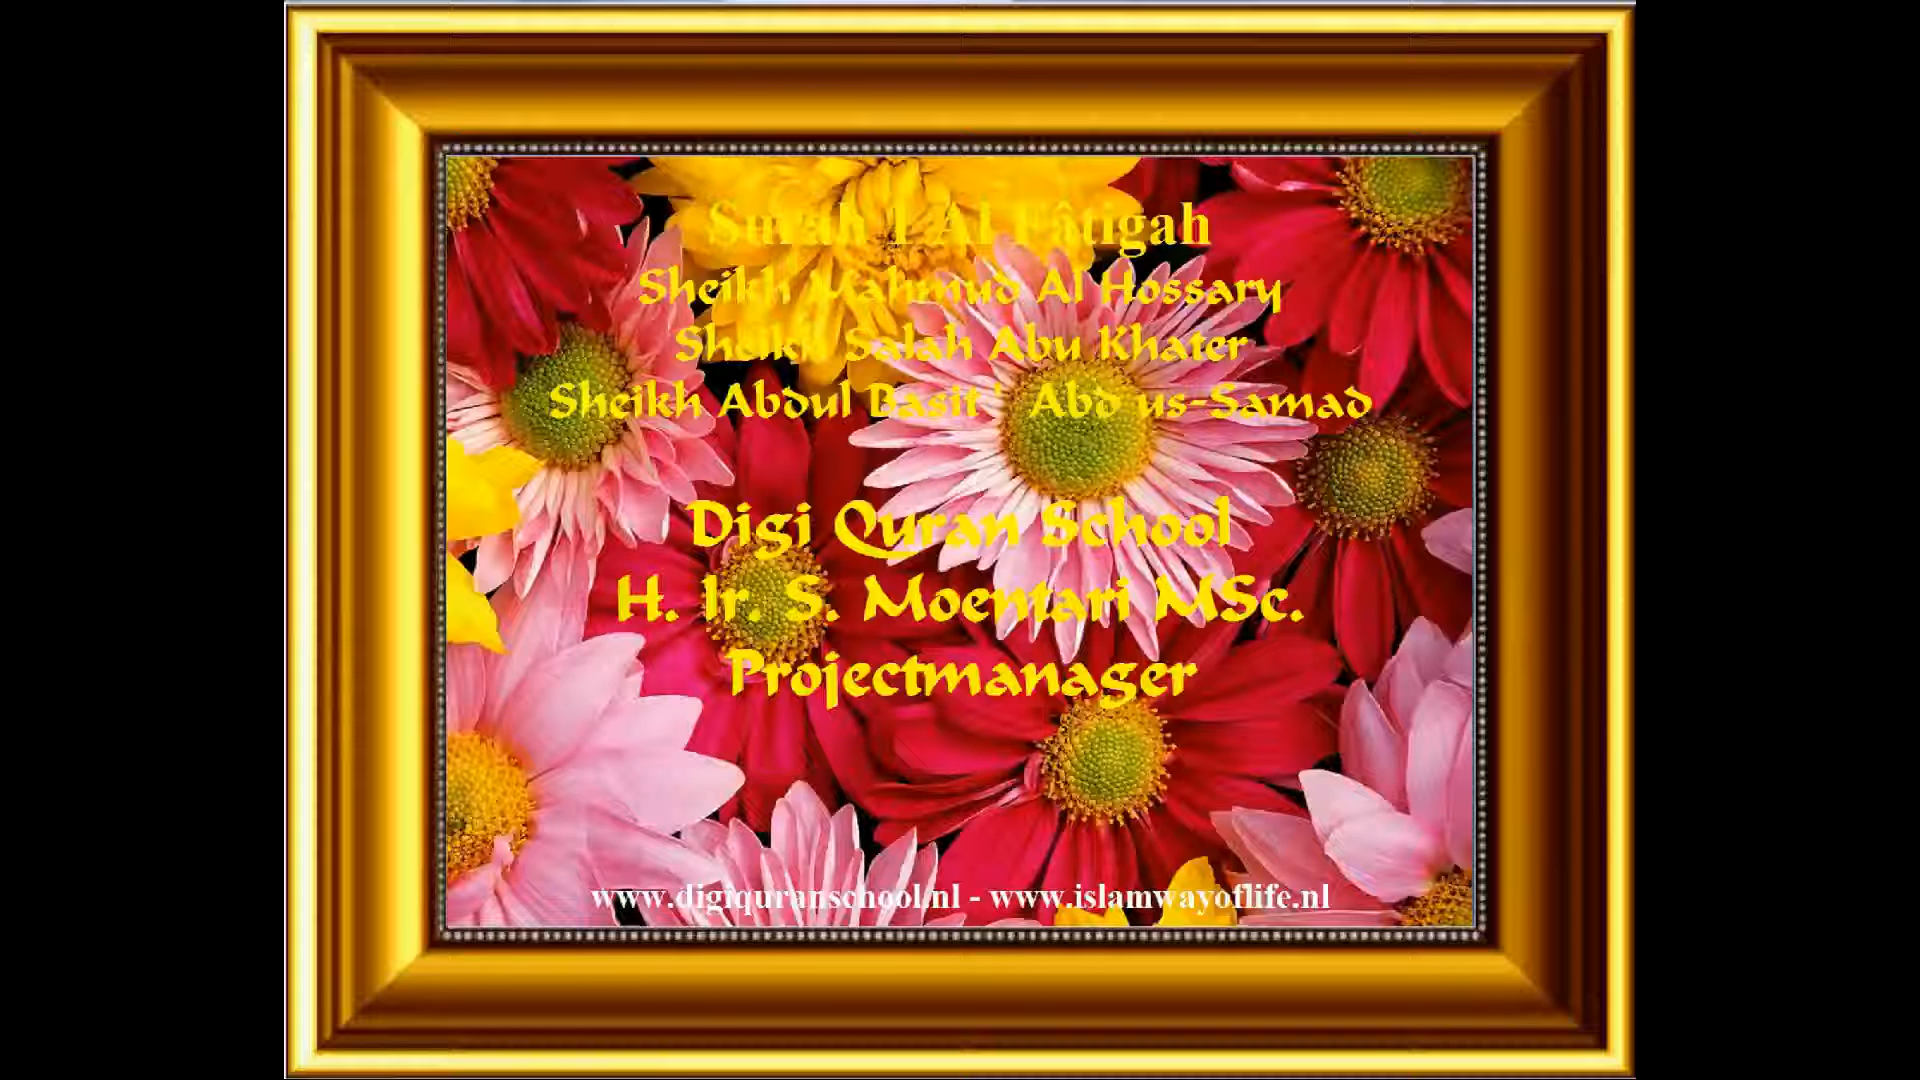 Surah 1 Al Fâtigah
Sheikh Mahmud Al Hossary
Sheikh Salah Abu Khater
Sheikh Abdul Basit ' Abd us-Samad
Digi Quran School
H. Ir. S. Moentari MSc.
Projectmanager
www.digiquranschool.nl - www.islamwayoflife.nl